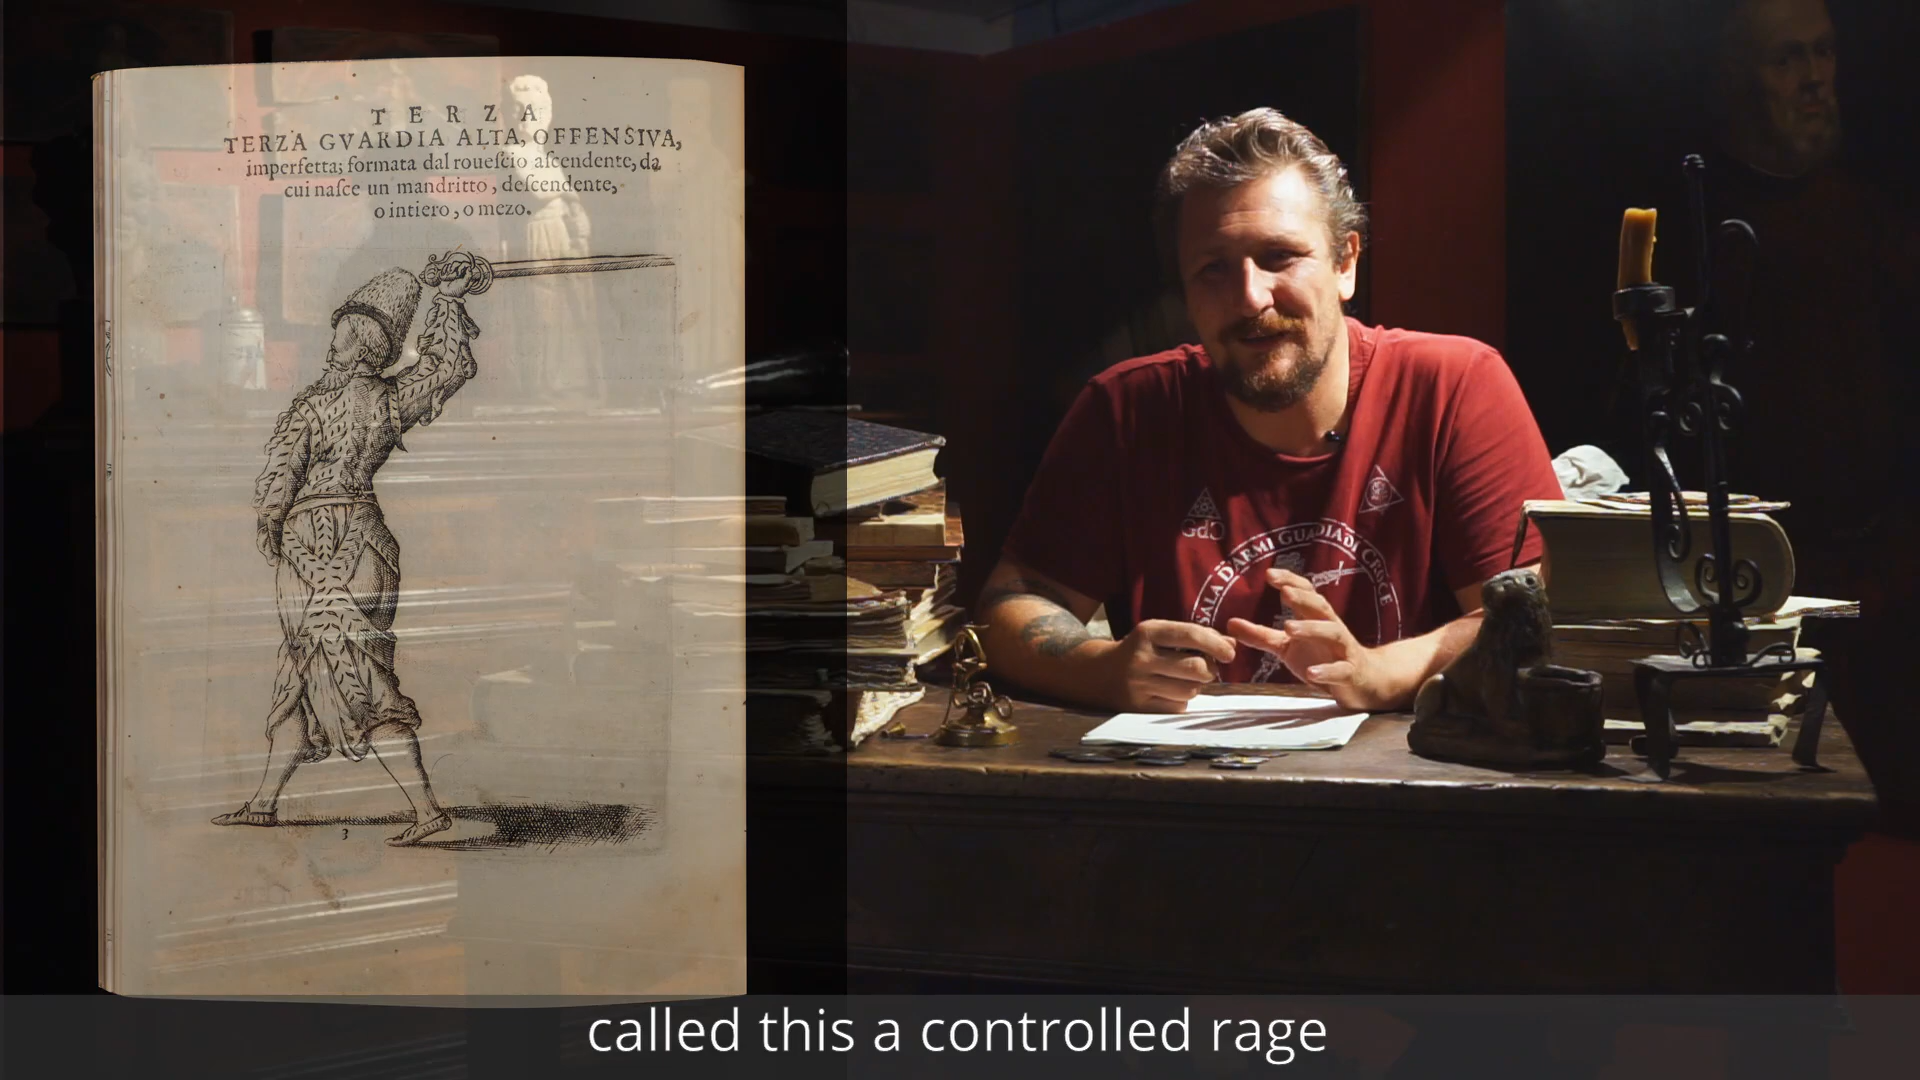 TERZA
TERZA GVARDIA ALTA, OFFENSIVA,
imperfetta; formata dal roueſcio aſcendente, da
cui naſce un mandritto, deſcendente,
o intiero, o mezo.
3
CPG
SALA D'ARMI GUARDIA DI CROCE
called this a controlled rage